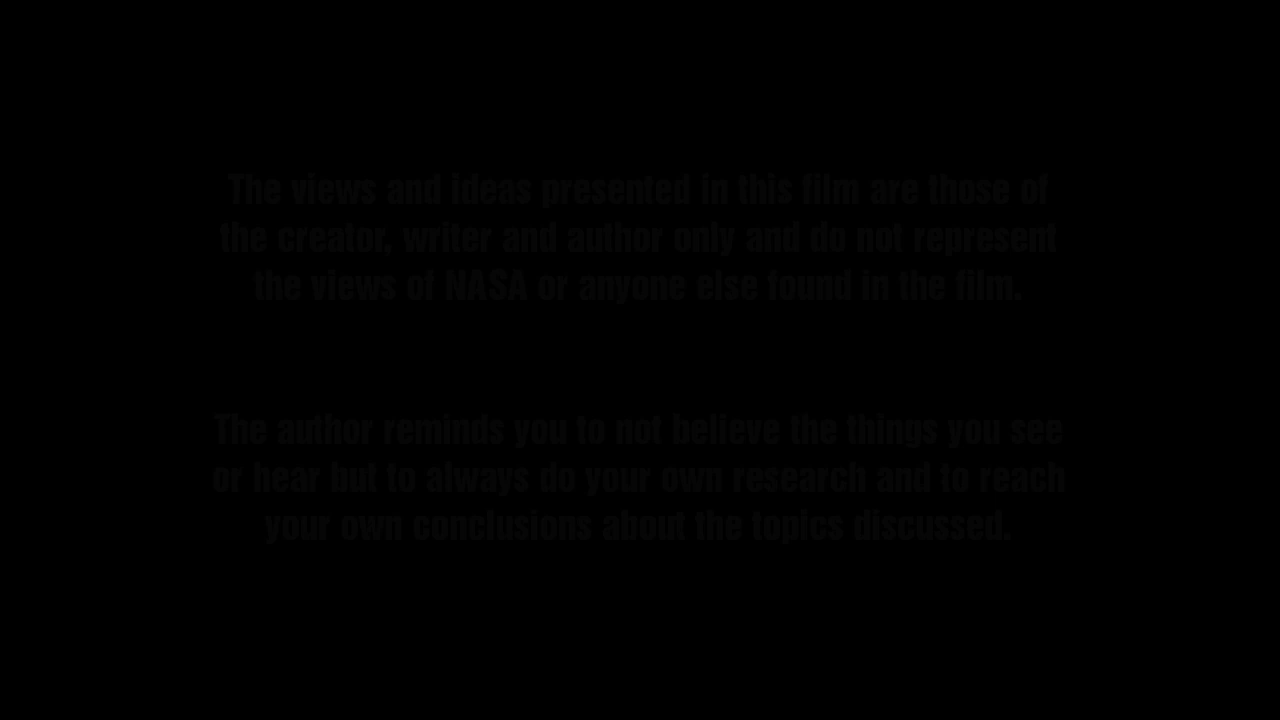 The views and ideas presented in this film are those of
the creator, writer and author only and do not represent
the views of NASA or anyone else found in the film.
The author reminds you to not believe the things you see
or hear but to always do your own research and to reach
your own conclusions about the topics discussed.